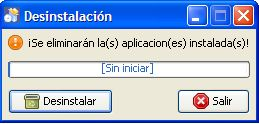 Desinstalación
¡Se eliminarán la(s) aplicacion(es) instalada(s)!
[Sin iniciar]
Desinstalar
Salir